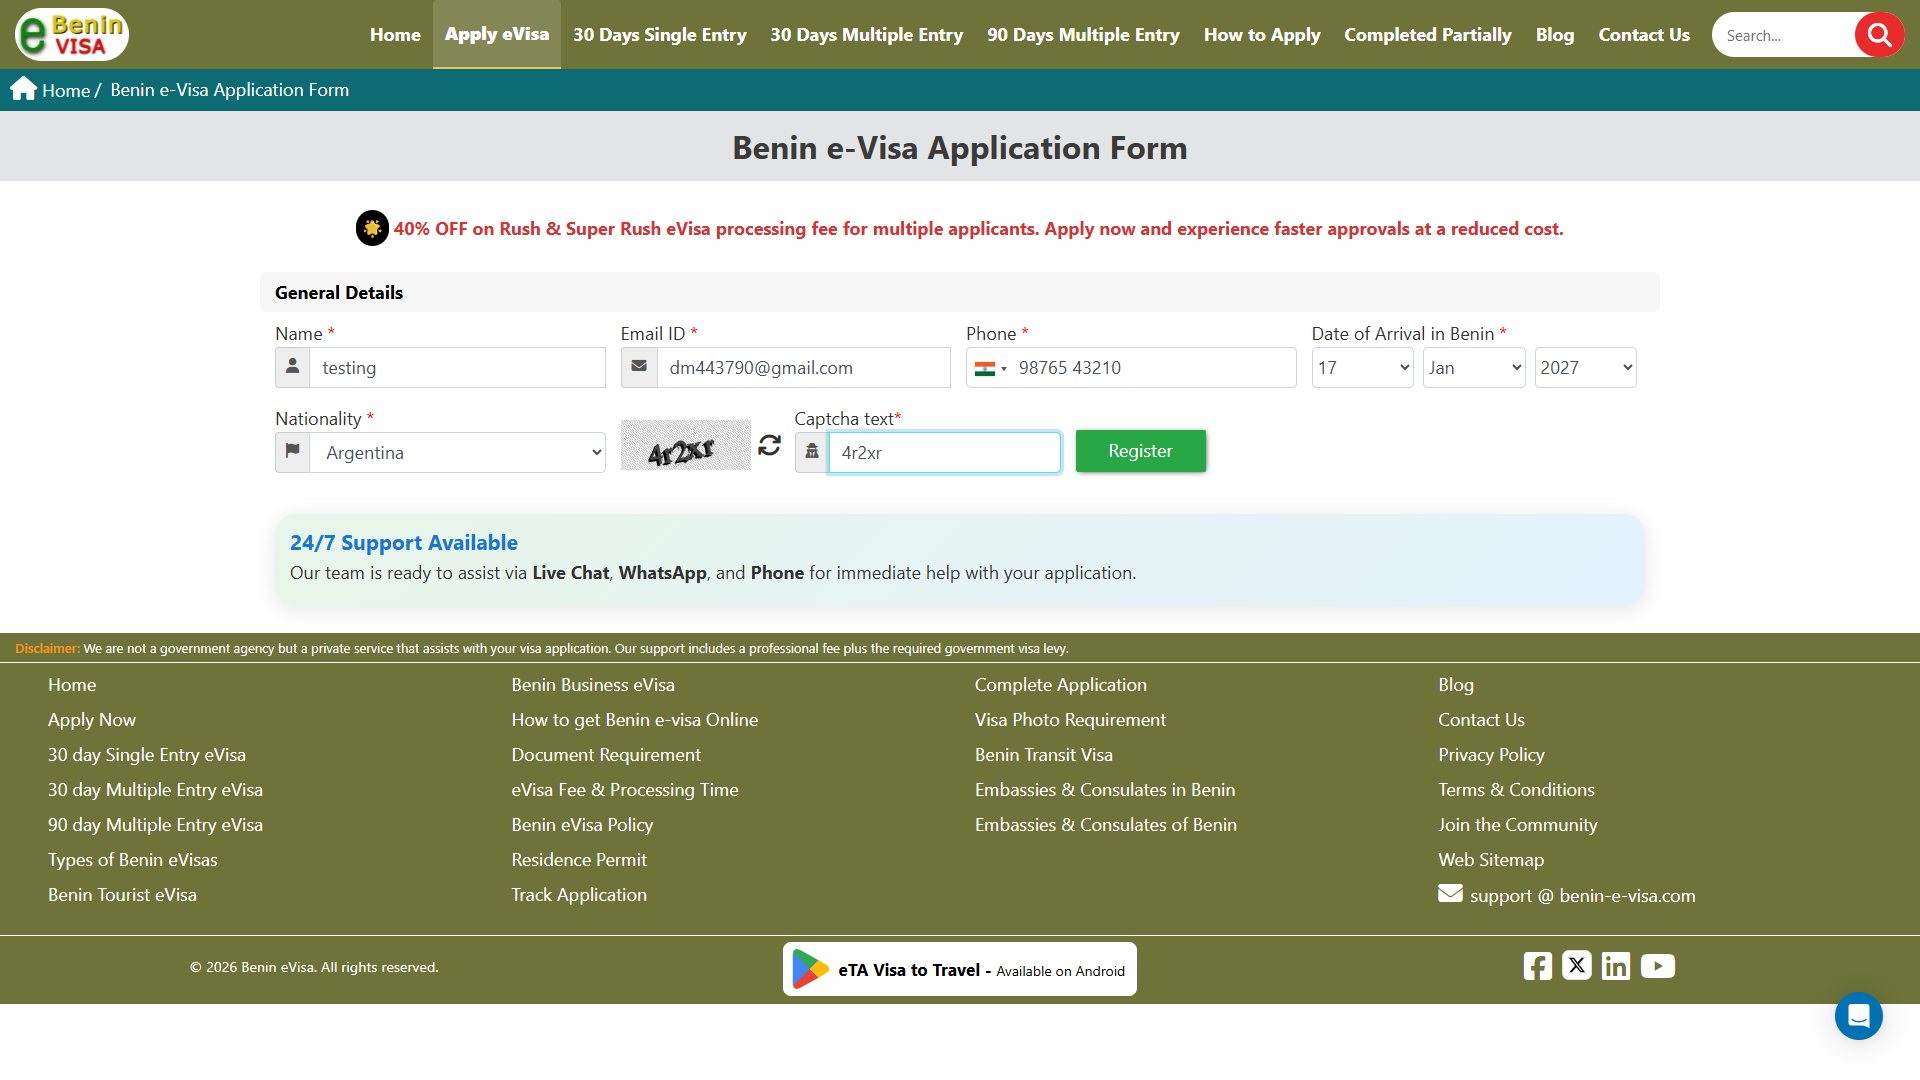 e Benin VISA
Home
Apply eVisa
30 Days Single Entry
30 Days Multiple Entry
90 Days Multiple Entry
How to Apply
Completed Partially
Blog
Contact Us
Search...
Home / Benin e-Visa Application Form
Benin e-Visa Application Form
40% OFF on Rush & Super Rush eVisa processing fee for multiple applicants. Apply now and experience faster approvals at a reduced cost.
General Details
Name *
Email ID *
Phone *
Date of Arrival in Benin *
testing
dm443790@gmail.com
98765 43210
17
Jan
2027
Nationality *
Captcha text*
Argentina
4r2xr
4r2xr
Register
24/7 Support Available
Our team is ready to assist via Live Chat, WhatsApp, and Phone for immediate help with your application.
Disclaimer: We are not a government agency but a private service that assists with your visa application. Our support includes a professional fee plus the required government visa levy.
Home
Apply Now
30 day Single Entry eVisa
30 day Multiple Entry eVisa
90 day Multiple Entry eVisa
Types of Benin eVisas
Benin Tourist eVisa
Benin Business eVisa
How to get Benin e-visa Online
Document Requirement
eVisa Fee & Processing Time
Benin eVisa Policy
Residence Permit
Track Application
Complete Application
Visa Photo Requirement
Benin Transit Visa
Embassies & Consulates in Benin
Embassies & Consulates of Benin
Blog
Contact Us
Privacy Policy
Terms & Conditions
Join the Community
Web Sitemap
support @ benin-e-visa.com
© 2026 Benin eVisa. All rights reserved.
eTA Visa to Travel - Available on Android